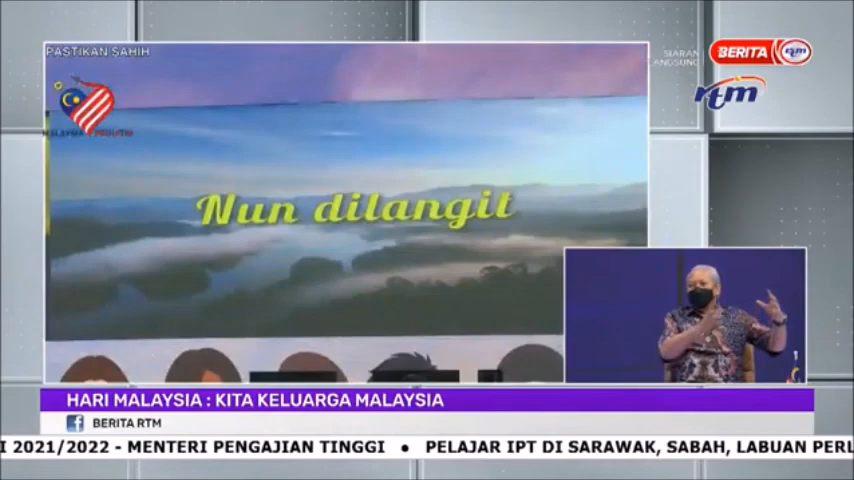 PASTIKAN SAHIH
SIARAN
LANGSUNG
BERITA rtm
rtm
Nun dilangit
HARI MALAYSIA : KITA KELUARGA MALAYSIA
BERITA RTM
I 2021/2022 - MENTERI PENGAJIAN TINGGI ● PELAJAR IPT DI SARAWAK, SABAH, LABUAN PERL